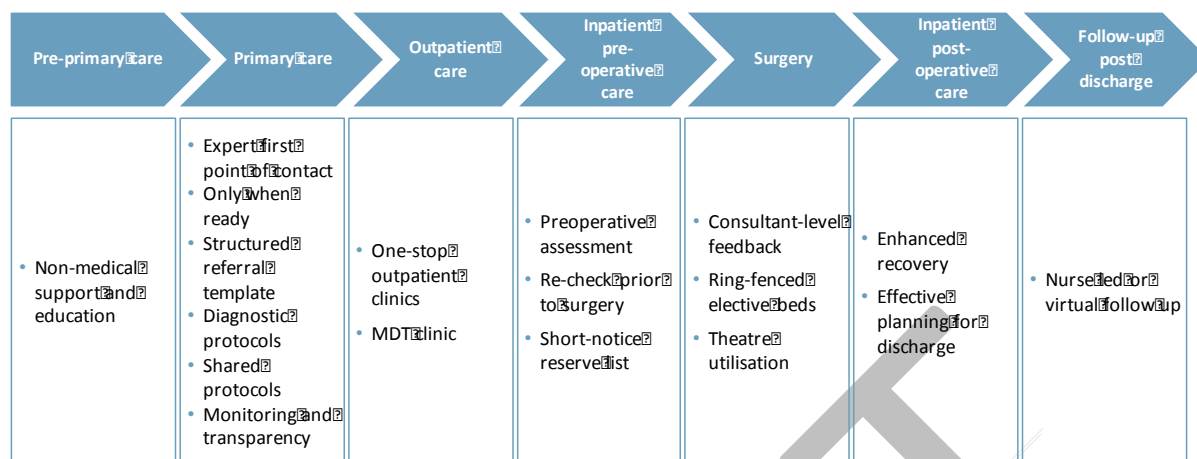 Pre-primary care
Primary care
Outpatient
care
Inpatient
pre-
operative
care
Surgery
Inpatient
post-
operative
care
Follow-up
post
discharge
• Non-medical
support and
education
• Expert first
point of contact
• Only when
ready
• Structured
referral
template
• Diagnostic
protocols
• Shared
protocols
• Monitoring and
transparency
• One-stop
outpatient
clinics
• MDT clinic
• Preoperative
assessment
• Re-check prior
to surgery
• Short-notice
reserve list
• Consultant-level
feedback
• Ring-fenced
elective beds
• Theatre
utilisation
• Enhanced
recovery
• Effective
planning for
discharge
• Nurse led or
virtual follow up